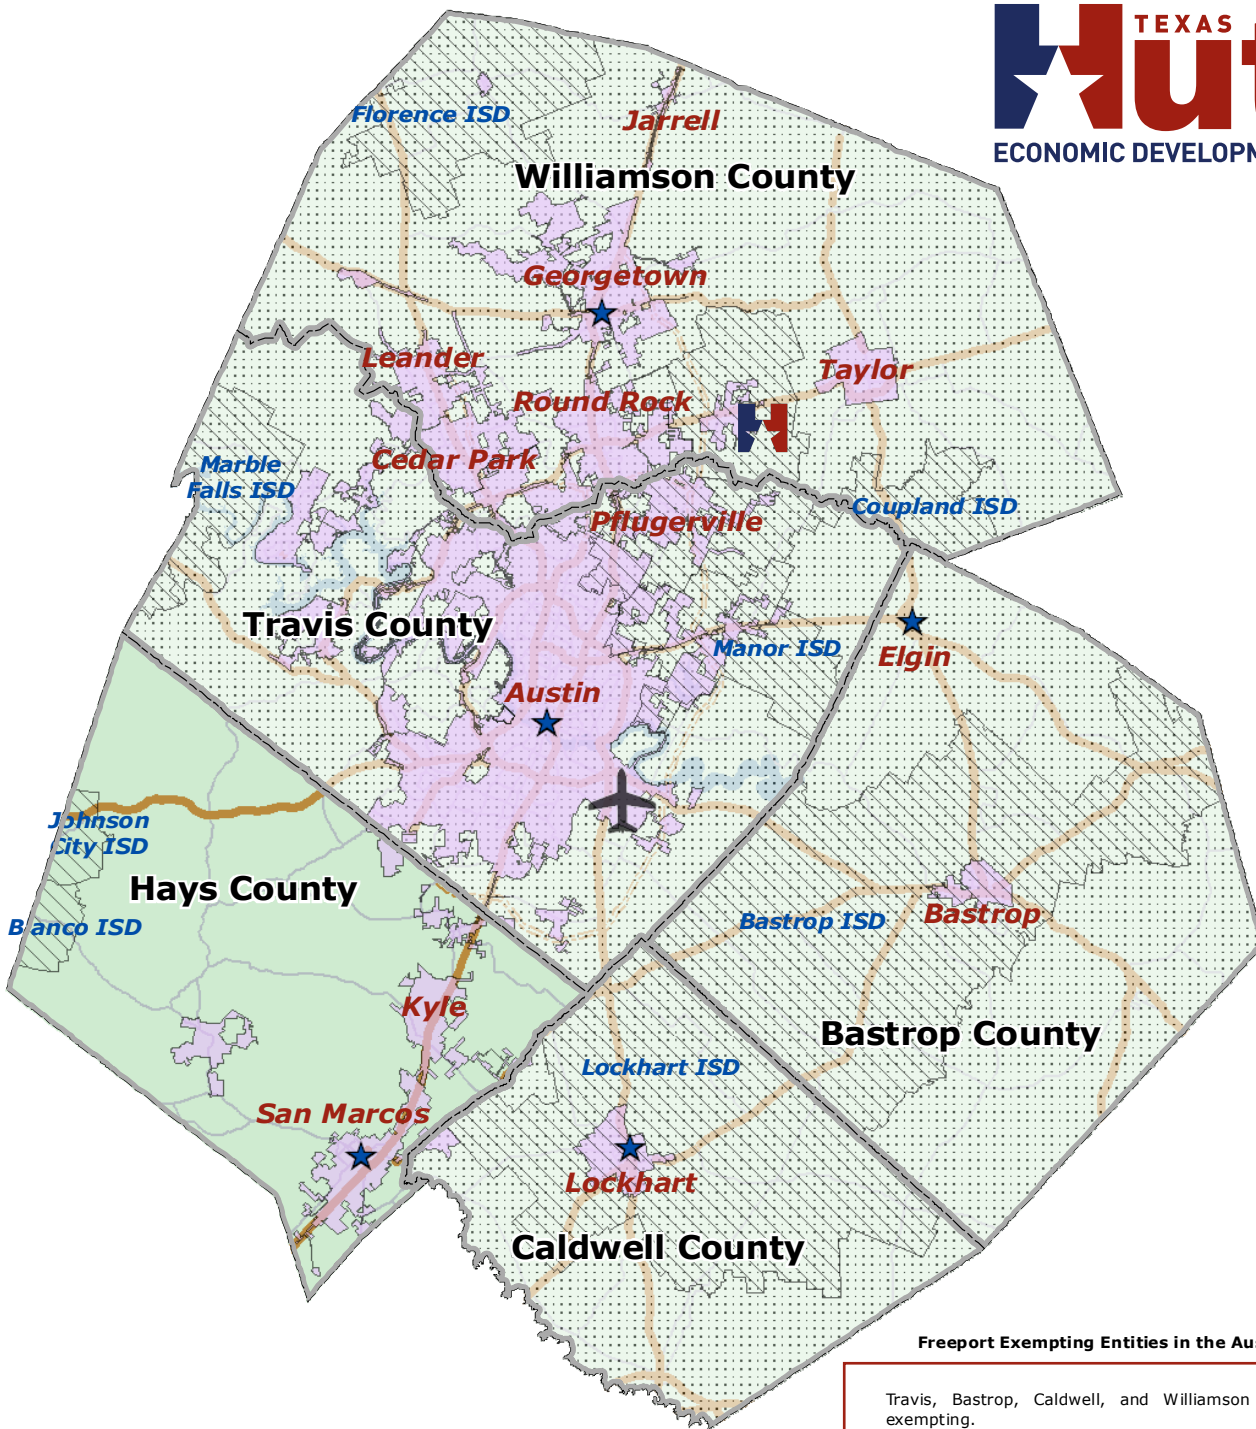 TEXAS
Hut
ECONOMIC DEVELOPM
Florence ISD
Jarrell
Williamson County
Georgetown
Leander
Taylor
Round Rock
Cedar Park
Marble
Falls ISD
Coupland ISD
Pflugerville
Travis County
Manor ISD
Elgin
Austin
Johnson
City ISD
Hays County
Blanco ISD
Bastrop ISD
Bastrop
Kyle
Bastrop County
Lockhart ISD
San Marcos
Lockhart
Caldwell County
Freeport Exempting Entities in the Aus
Travis, Bastrop, Caldwell, and Williamson
exempting.